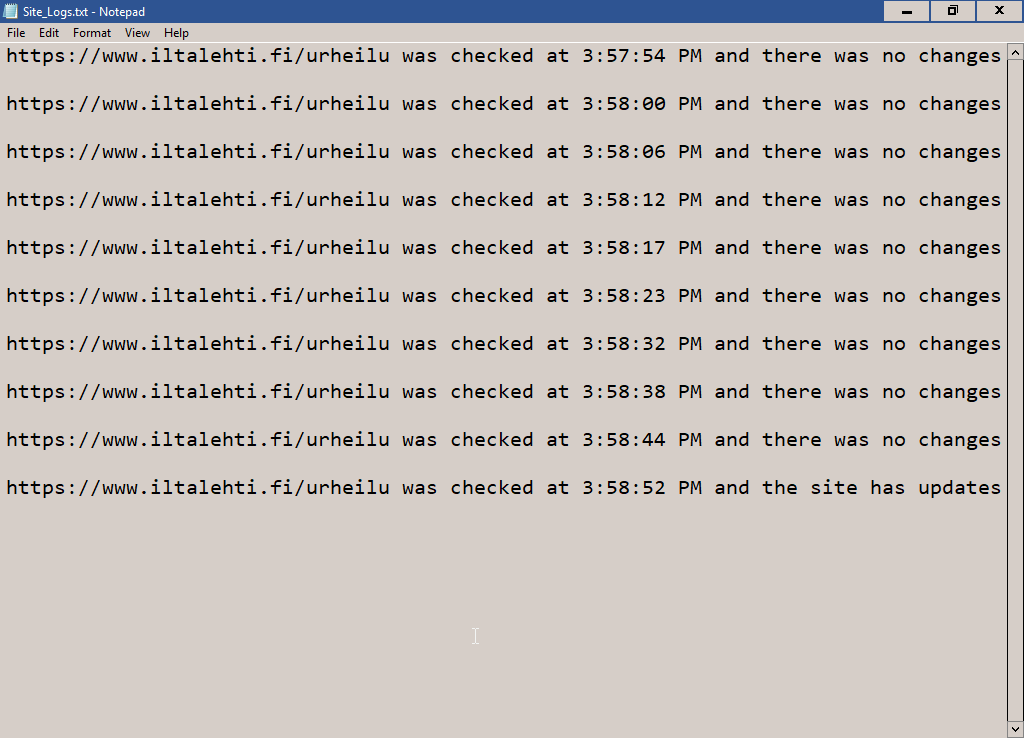 Site_Logs.txt - Notepad
File Edit Format View Help
https://www.iltalehti.fi/urheilu was checked at 3:57:54 PM and there was no changes
https://www.iltalehti.fi/urheilu was checked at 3:58:00 PM and there was no changes
https://www.iltalehti.fi/urheilu was checked at 3:58:06 PM and there was no changes
https://www.iltalehti.fi/urheilu was checked at 3:58:12 PM and there was no changes
https://www.iltalehti.fi/urheilu was checked at 3:58:17 PM and there was no changes
https://www.iltalehti.fi/urheilu was checked at 3:58:23 PM and there was no changes
https://www.iltalehti.fi/urheilu was checked at 3:58:32 PM and there was no changes
https://www.iltalehti.fi/urheilu was checked at 3:58:38 PM and there was no changes
https://www.iltalehti.fi/urheilu was checked at 3:58:44 PM and there was no changes
https://www.iltalehti.fi/urheilu was checked at 3:58:52 PM and the site has updates